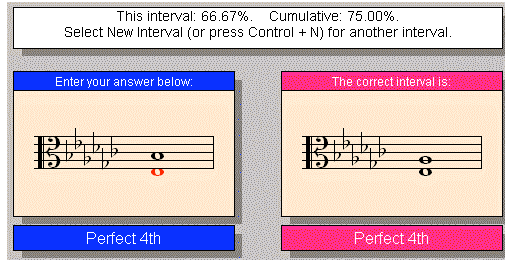 This interval: 66.67%.    Cumulative: 75.00%.
Select New Interval (or press Control + N) for another interval.
Enter your answer below:
The correct interval is:
Perfect 4th
Perfect 4th